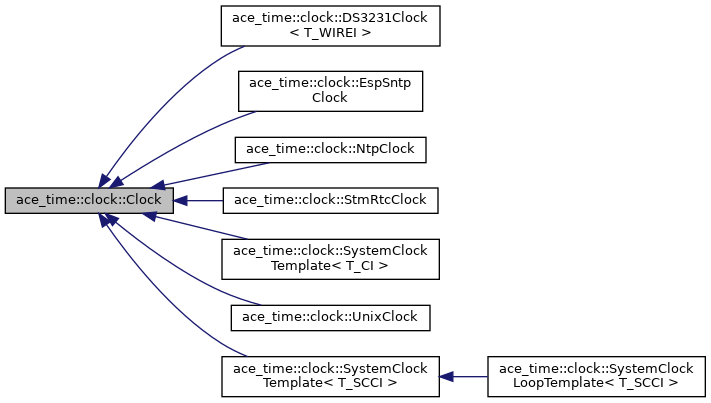 ace_time::clock::DS3231Clock
< T_WIREI >
ace_time::clock::EspSntp
Clock
ace_time::clock::NtpClock
ace_time::clock::Clock
ace_time::clock::StmRtcClock
ace_time::clock::SystemClock
Template< T_CI >
ace_time::clock::UnixClock
ace_time::clock::SystemClock
Template< T_SCCI >
ace_time::clock::SystemClock
LoopTemplate< T_SCCI >